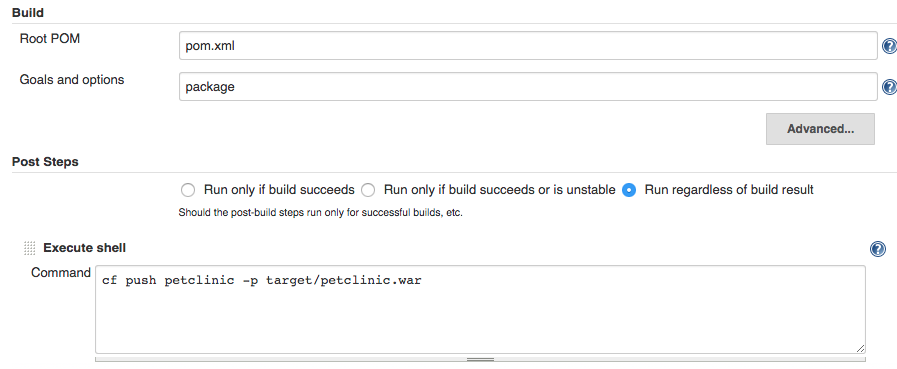 Build
Root POM
pom.xml
?
Goals and options
package
?
Advanced...
Post Steps
Run only if build succeeds Run only if build succeeds or is unstable Run regardless of build result
Should the post-build steps run only for successful builds, etc.
Execute shell
?
Command
cf push petclinic -p target/petclinic.war